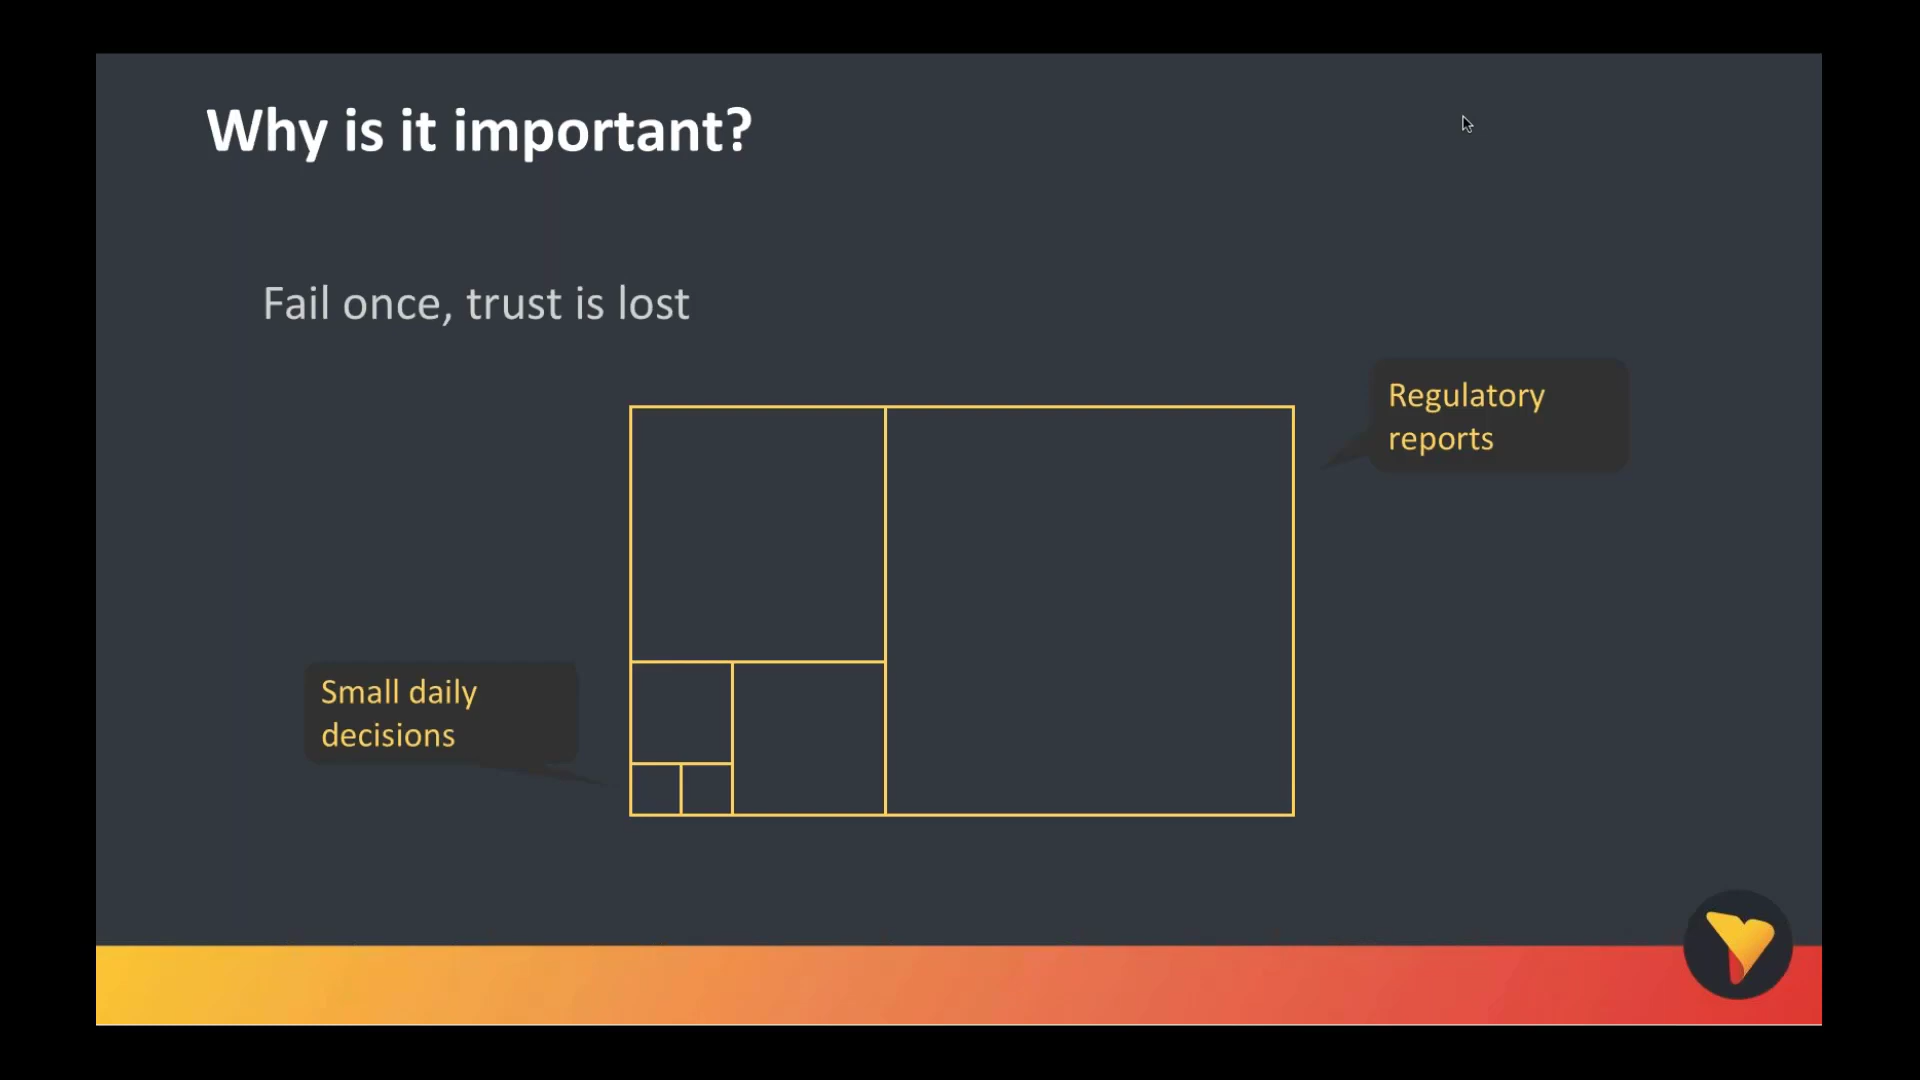 Why is it important?
Fail once, trust is lost
Regulatory
reports
Small daily
decisions